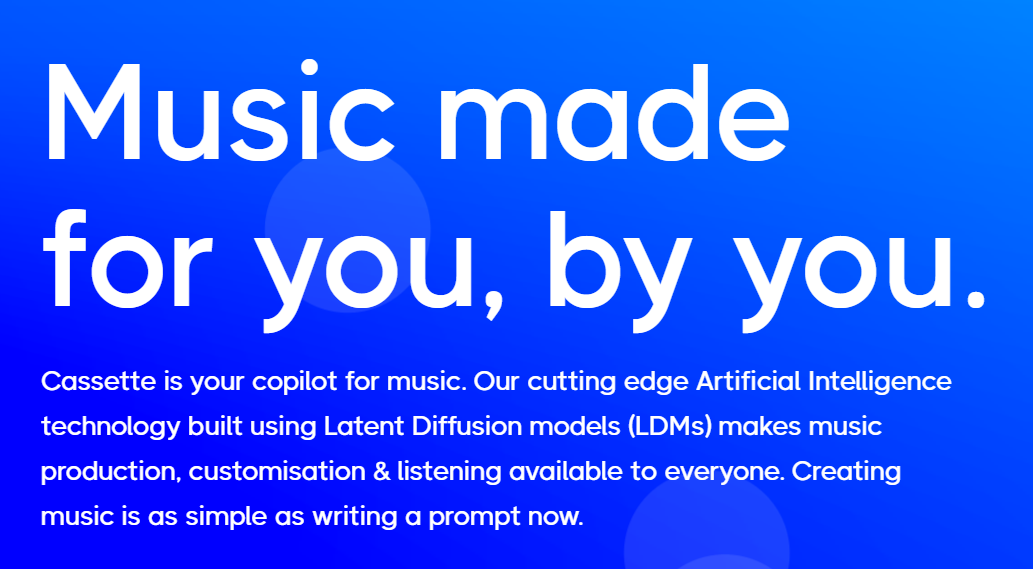 Music made
for you, by you.
Cassette is your copilot for music. Our cutting edge Artificial Intelligence
technology built using Latent Diffusion models (LDMs) makes music
production, customisation & listening available to everyone. Creating
music is as simple as writing a prompt now.